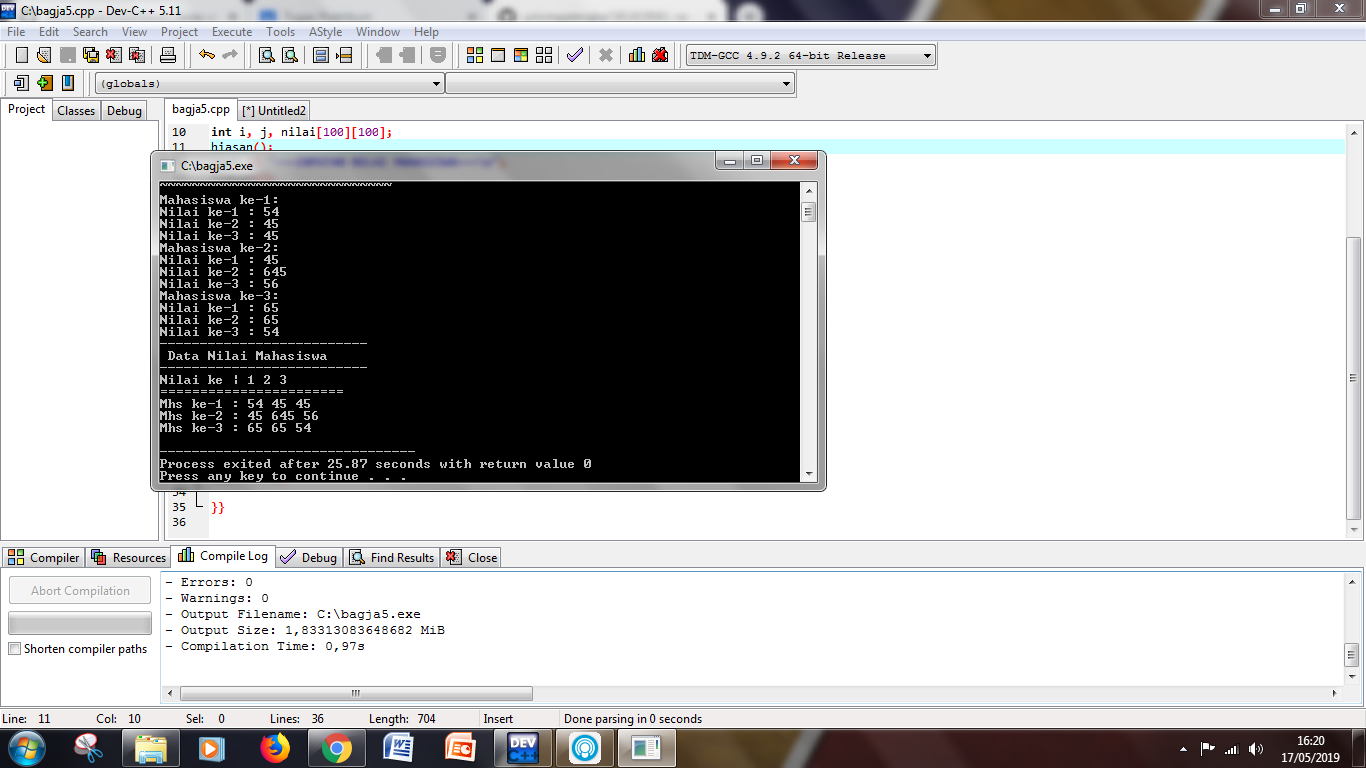 C:\bagja5.cpp - Dev-C++ 5.11
File Edit Search View Project Execute Tools AStyle Window Help
TDM-GCC 4.9.2 64-bit Release
(globals)
Project Classes Debug bagja5.cpp [*] Untitled2
10 int i, j, nilai[100][100];
11 hiasan();
C:\bagja5.exe
~~~~~~~~~~~~~~~~~~~~~~~~~~~~~
Mahasiswa ke-1:
Nilai ke-1 : 54
Nilai ke-2 : 45
Nilai ke-3 : 45
Mahasiswa ke-2:
Nilai ke-1 : 45
Nilai ke-2 : 645
Nilai ke-3 : 56
Mahasiswa ke-3:
Nilai ke-1 : 65
Nilai ke-2 : 65
Nilai ke-3 : 54
--------------------------
Data Nilai Mahasiswa
--------------------------
Nilai ke ¦ 1 2 3
=======================
Mhs ke-1 : 54 45 45
Mhs ke-2 : 45 645 56
Mhs ke-3 : 65 65 54
--------------------------------
Process exited after 25.87 seconds with return value 0
Press any key to continue . . .
34
35 }}
36
Compiler Resources Compile Log Debug Find Results Close
Abort Compilation
Shorten compiler paths
- Errors: 0
- Warnings: 0
- Output Filename: C:\bagja5.exe
- Output Size: 1,83313083648682 MiB
- Compilation Time: 0,97s
Line: 11 Col: 10 Sel: 0 Lines: 36 Length: 704 Insert Done parsing in 0 seconds
DEV C++
16:20
17/05/2019